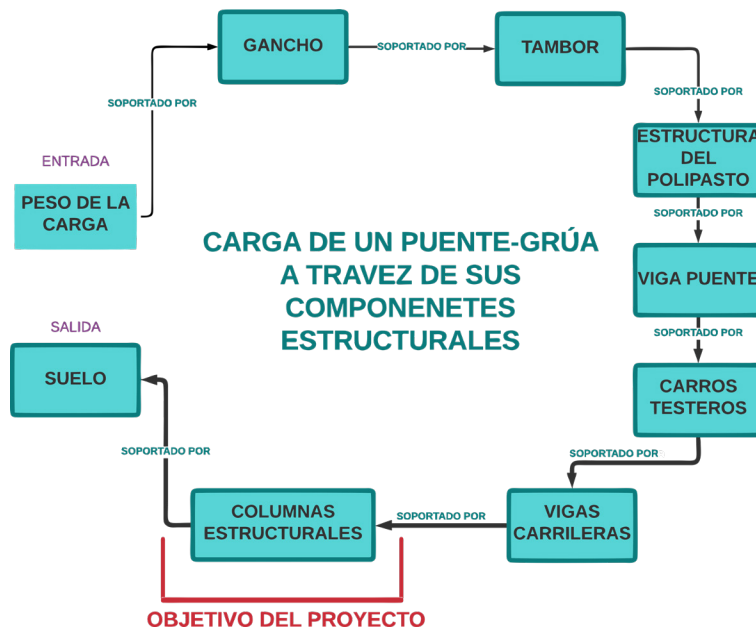 GANCHO
SOPORTADO POR
TAMBOR
SOPORTADO POR
SOPORTADO POR
ESTRUCTURA
DEL
POLIPASTO
ENTRADA
PESO DE LA
CARGA
SOPORTADO POR
CARGA DE UN PUENTE-GRÚA
A TRAVEZ DE SUS
COMPONENETES
ESTRUCTURALES
VIGA PUENTE
SOPORTADO POR
SALIDA
SUELO
CARROS
TESTEROS
SOPORTADO POR
SOPORTADO POR
COLUMNAS
ESTRUCTURALES
SOPORTADO POR
VIGAS
CARRILERAS
OBJETIVO DEL PROYECTO